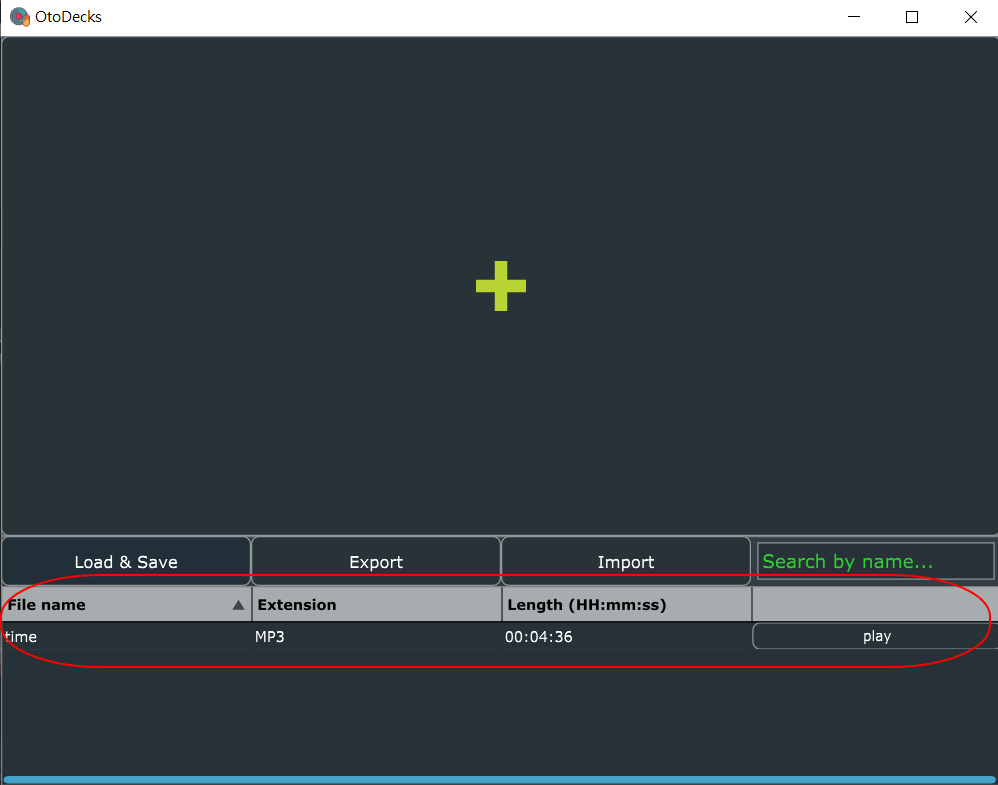 OtoDecks
Load & Save Export Import Search by name...
File name Extension Length (HH:mm:ss)
time MP3 00:04:36 play